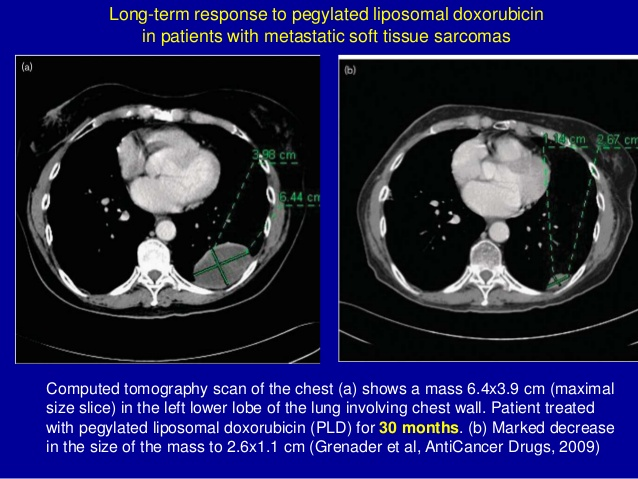 Long-term response to pegylated liposomal doxorubicin
in patients with metastatic soft tissue sarcomas
(a)
(b)
3.93 cm
6.44 cm
1.14 cm
2.67 cm
Computed tomography scan of the chest (a) shows a mass 6.4x3.9 cm (maximal
size slice) in the left lower lobe of the lung involving chest wall. Patient treated
with pegylated liposomal doxorubicin (PLD) for 30 months. (b) Marked decrease
in the size of the mass to 2.6x1.1 cm (Grenader et al, AntiCancer Drugs, 2009)